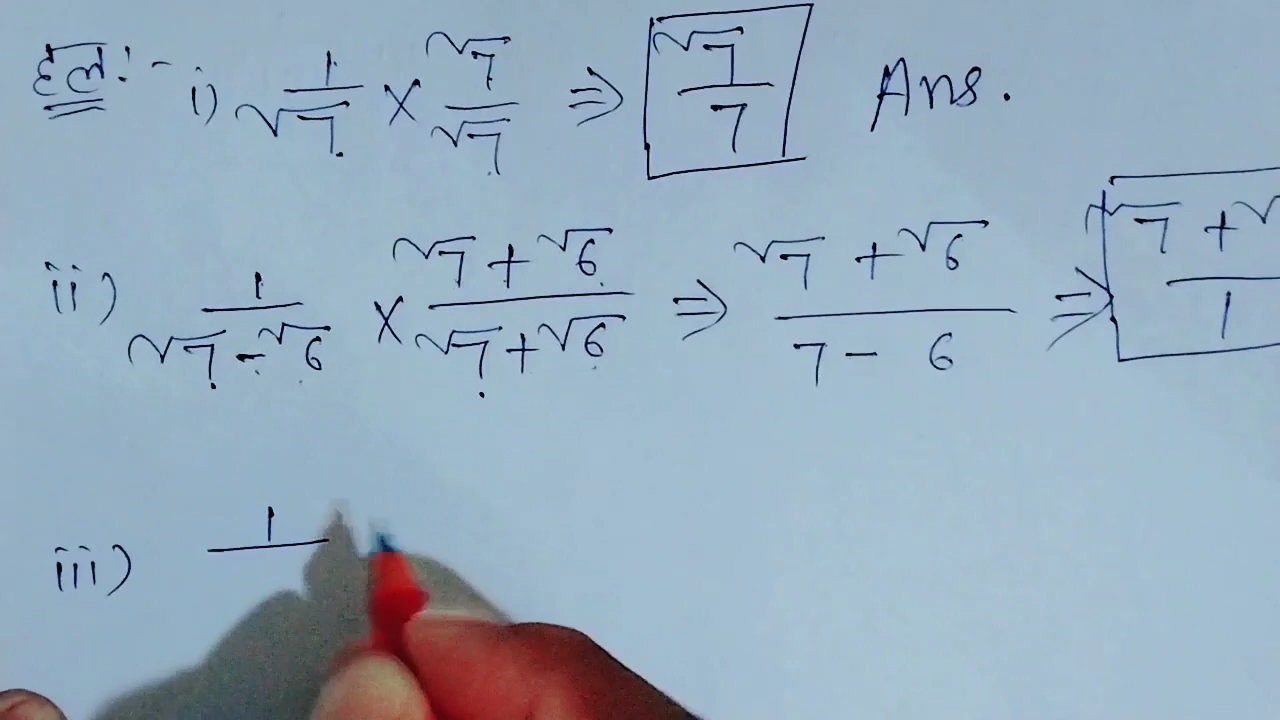 हल:- i) 1/√7 × √7/√7 ⇒ √7/7 Ans.
ii) 1/√7-√6 × √7+√6/√7+√6 ⇒ √7+√6/7-6 ⇒ √7+√/1
iii) 1/